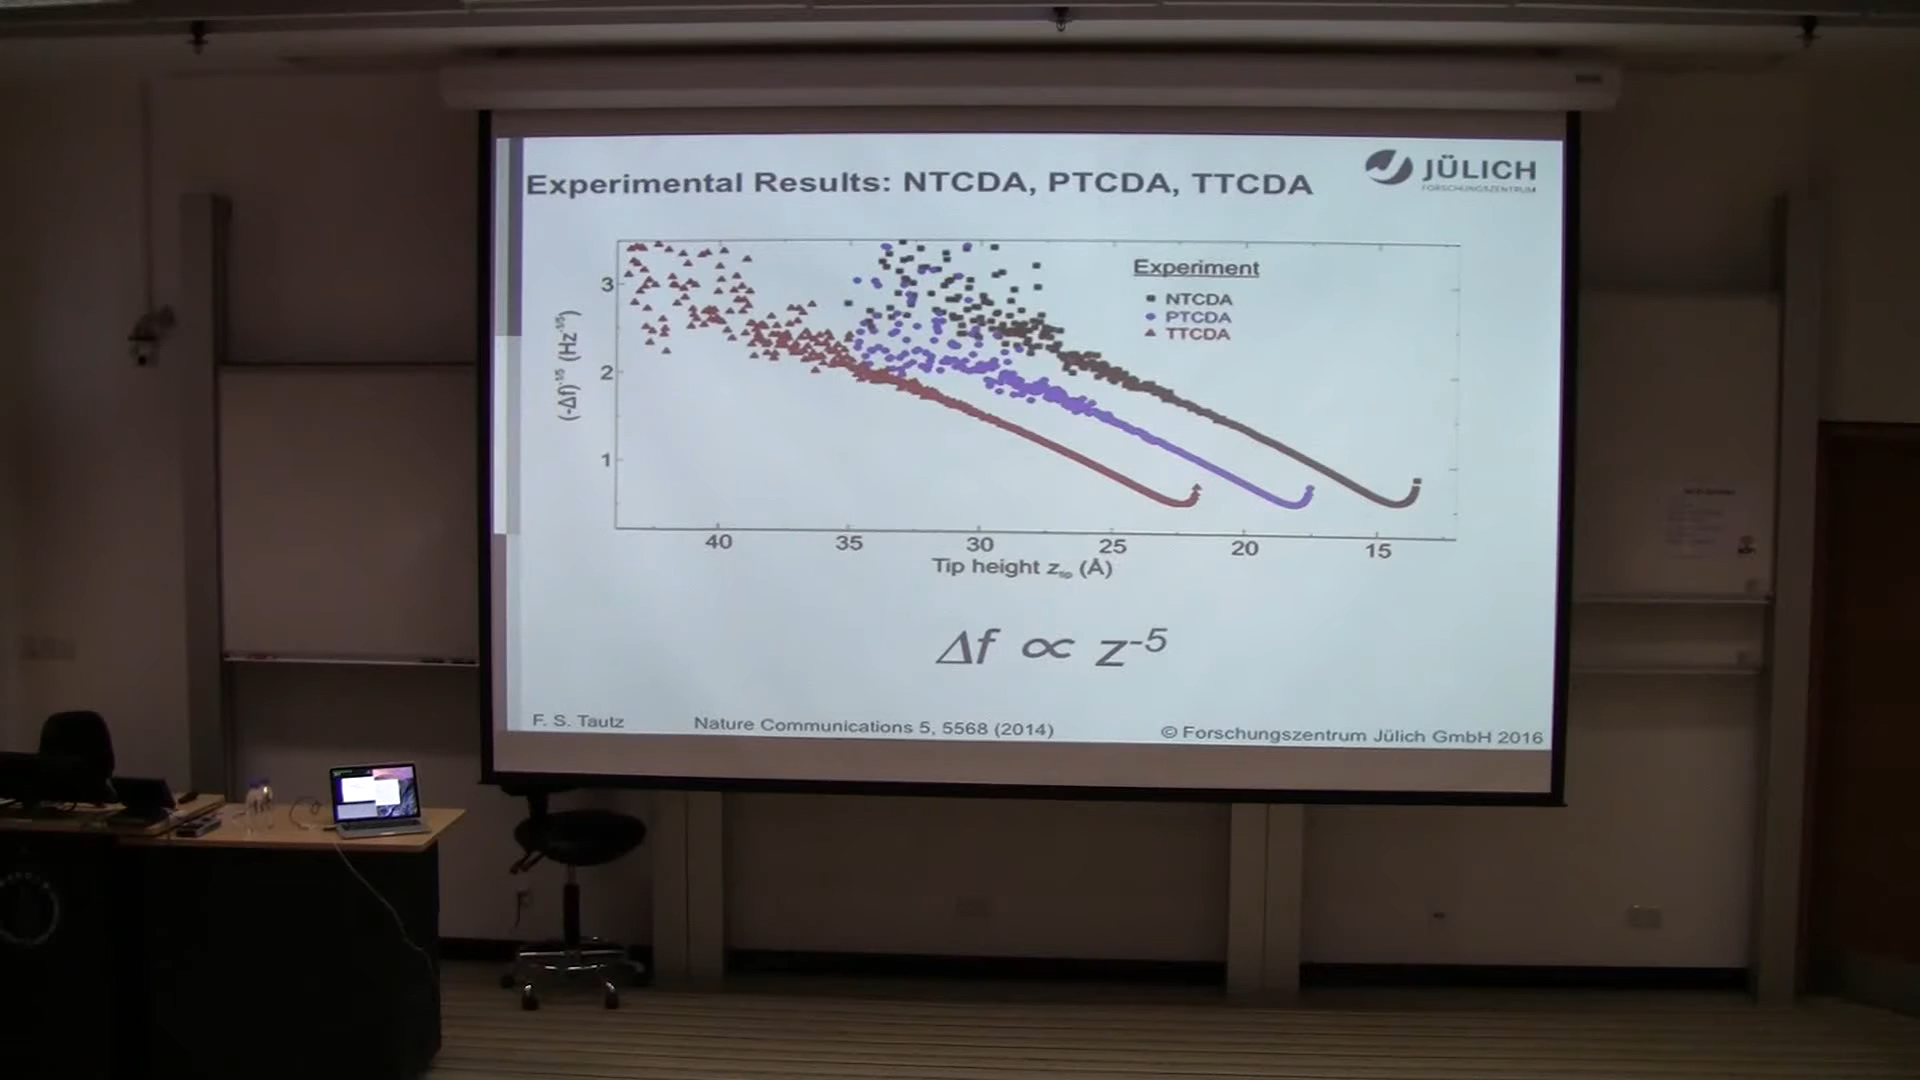 Experimental Results: NTCDA, PTCDA, TTCDA
JÜLICH
FORSCHUNGSZENTRUM
Experiment
NTCDA
PTCDA
TTCDA
(-Δf)^-1/5 (Hz^-1/5)
3
2
1
40 35 30 25 20 15
Tip height z_tip (Å)
Δf ∝ z^-5
F. S. Tautz Nature Communications 5, 5568 (2014) © Forschungszentrum Jülich GmbH 2016